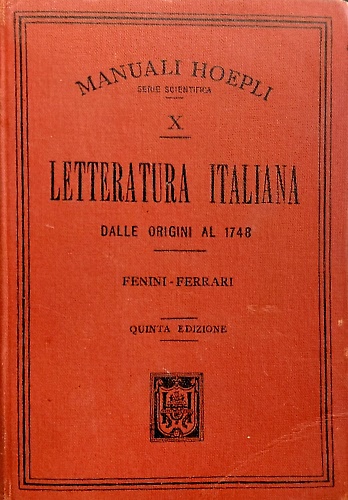 MANUALI HOEPLI
SERIE SCIENTIFICA
X
LETTERATURA ITALIANA
DALLE ORIGINI AL 1748
FENINI-FERRARI
QUINTA EDIZIONE